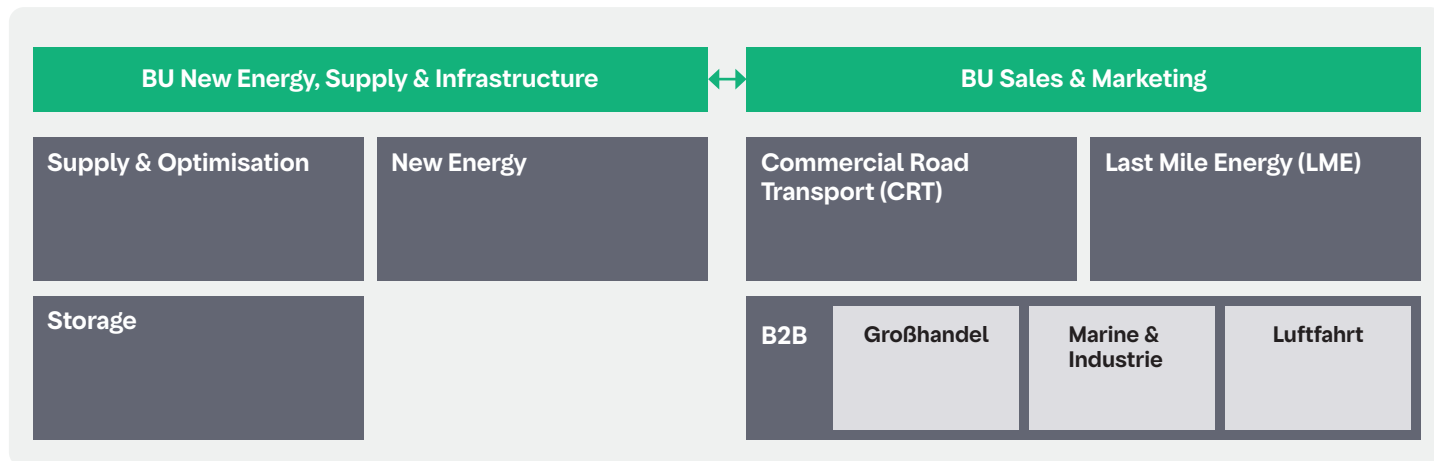 BU New Energy, Supply & Infrastructure
BU Sales & Marketing
Supply & Optimisation
New Energy
Commercial Road
Transport (CRT)
Last Mile Energy (LME)
Storage
B2B
Großhandel
Marine &
Industrie
Luftfahrt